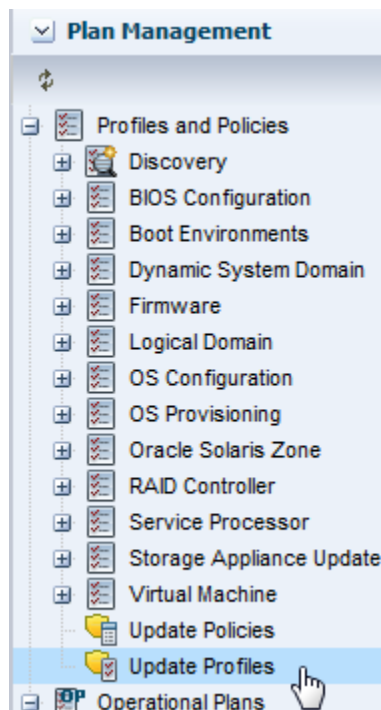 Plan Management
Profiles and Policies
Discovery
BIOS Configuration
Boot Environments
Dynamic System Domain
Firmware
Logical Domain
OS Configuration
OS Provisioning
Oracle Solaris Zone
RAID Controller
Service Processor
Storage Appliance Update
Virtual Machine
Update Policies
Update Profiles
OP Operational Plans